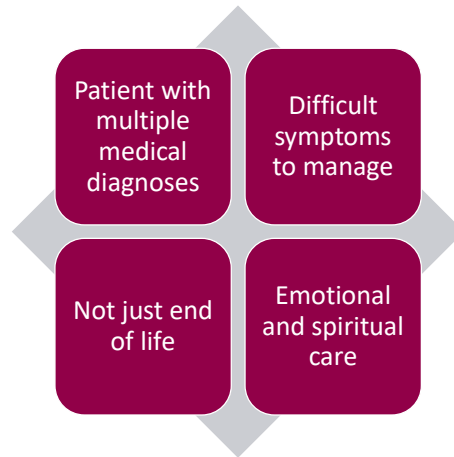 Patient with
multiple
medical
diagnoses
Difficult
symptoms
to manage
Not just end
of life
Emotional
and spiritual
care